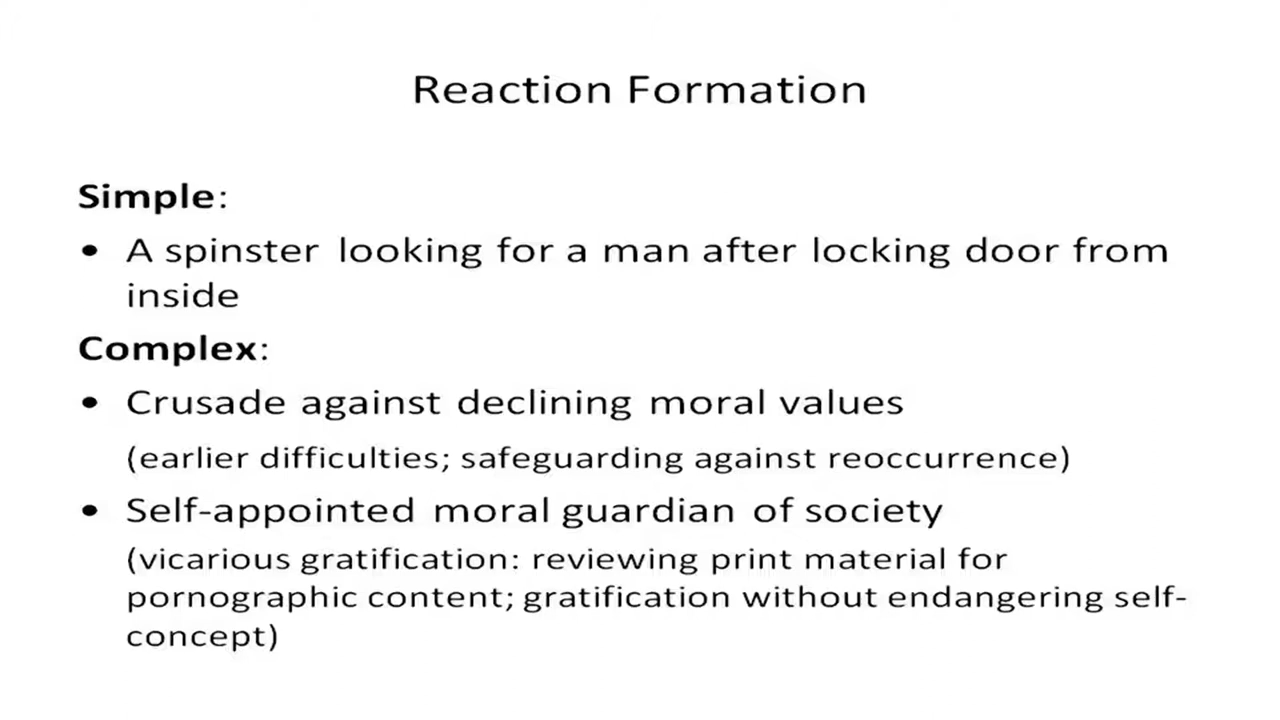 Reaction Formation
Simple:
• A spinster looking for a man after locking door from
inside
Complex:
• Crusade against declining moral values
(earlier difficulties; safeguarding against reoccurrence)
• Self-appointed moral guardian of society
(vicarious gratification: reviewing print material for
pornographic content; gratification without endangering self-
concept)